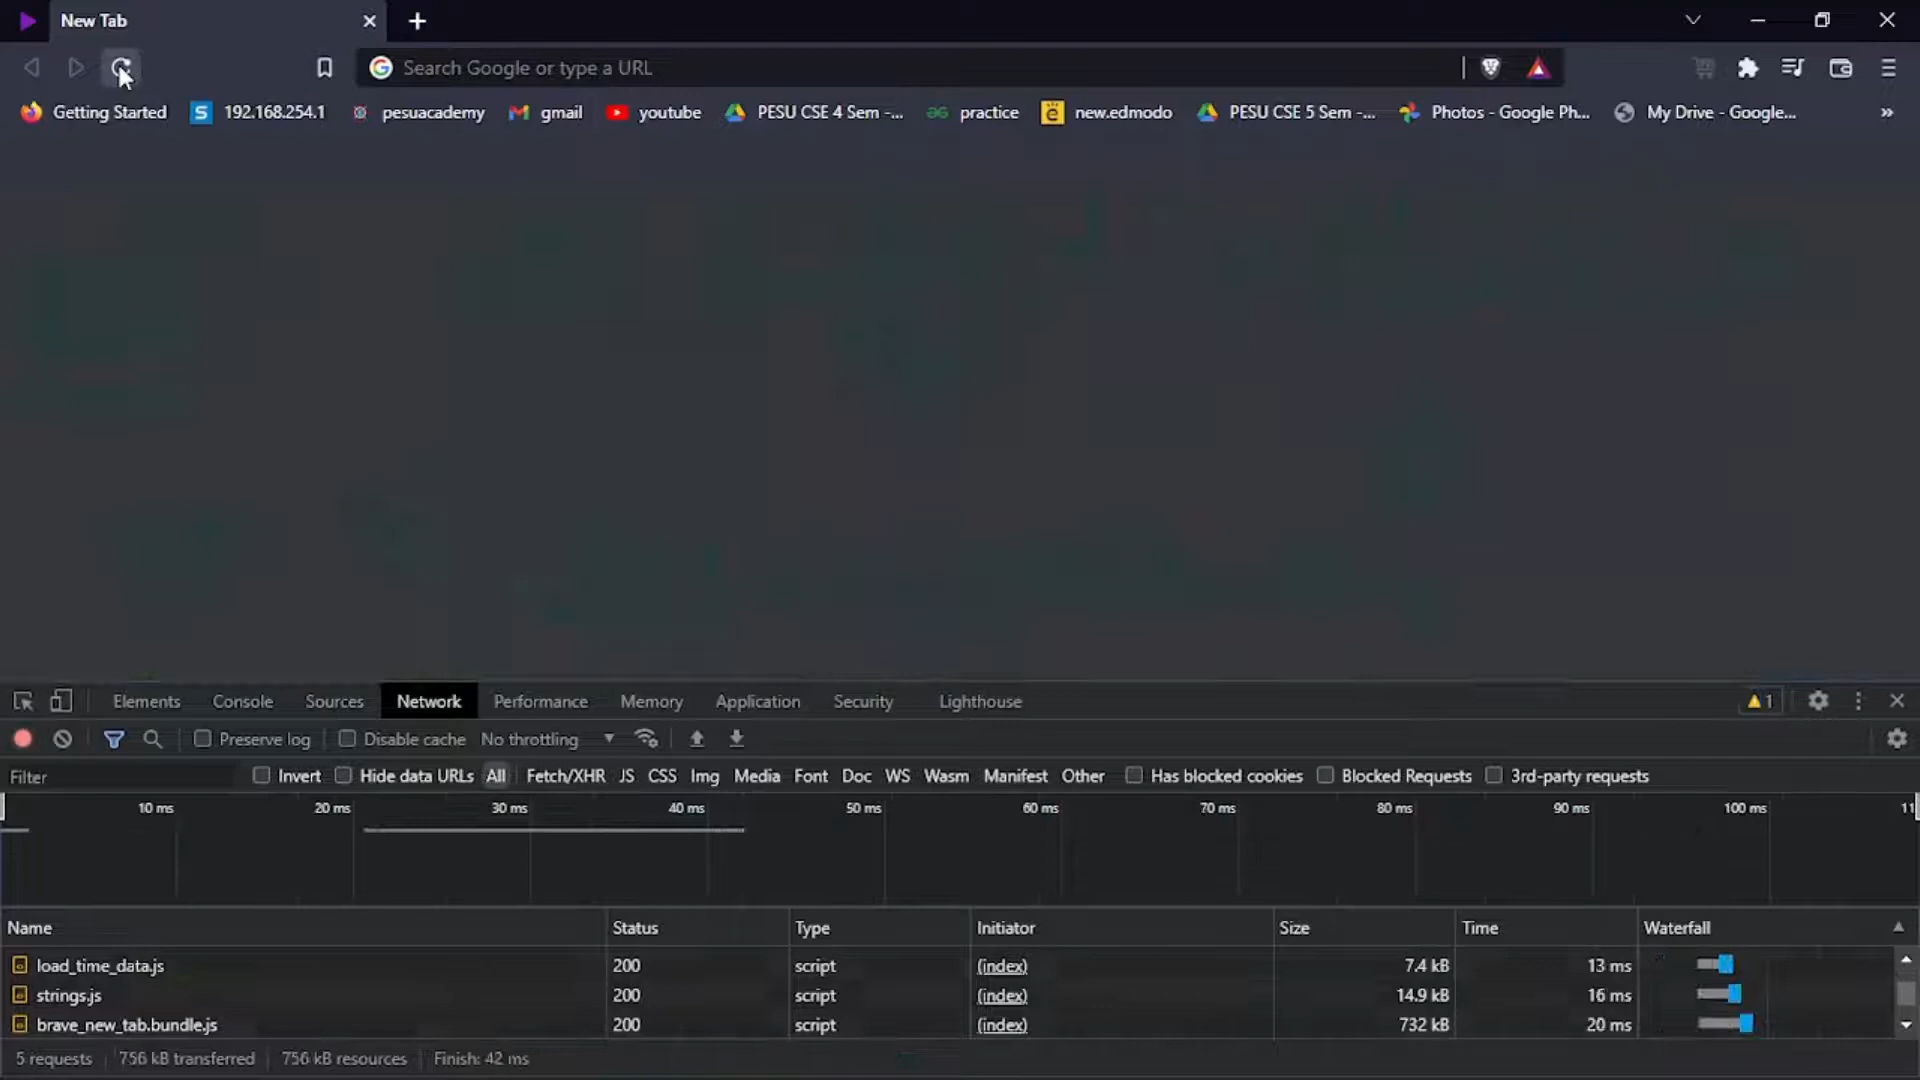 New Tab
Search Google or type a URL
Getting Started 192.168.254.1 pesuacademy gmail youtube PESU CSE 4 Sem -... practice new.edmodo PESU CSE 5 Sem -... Photos - Google Ph... My Drive - Google... »
Elements Console Sources Network Performance Memory Application Security Lighthouse 1
Preserve log Disable cache No throttling
Filter Invert Hide data URLs All Fetch/XHR JS CSS Img Media Font Doc WS Wasm Manifest Other Has blocked cookies Blocked Requests 3rd-party requests
10 ms 20 ms 30 ms 40 ms 50 ms 60 ms 70 ms 80 ms 90 ms 100 ms 11
Name Status Type Initiator Size Time Waterfall
load_time_data.js 200 script (index) 7.4 kB 13 ms
strings.js 200 script (index) 14.9 kB 16 ms
brave_new_tab.bundle.js 200 script (index) 732 kB 20 ms
5 requests 756 kB transferred 756 kB resources Finish: 42 ms